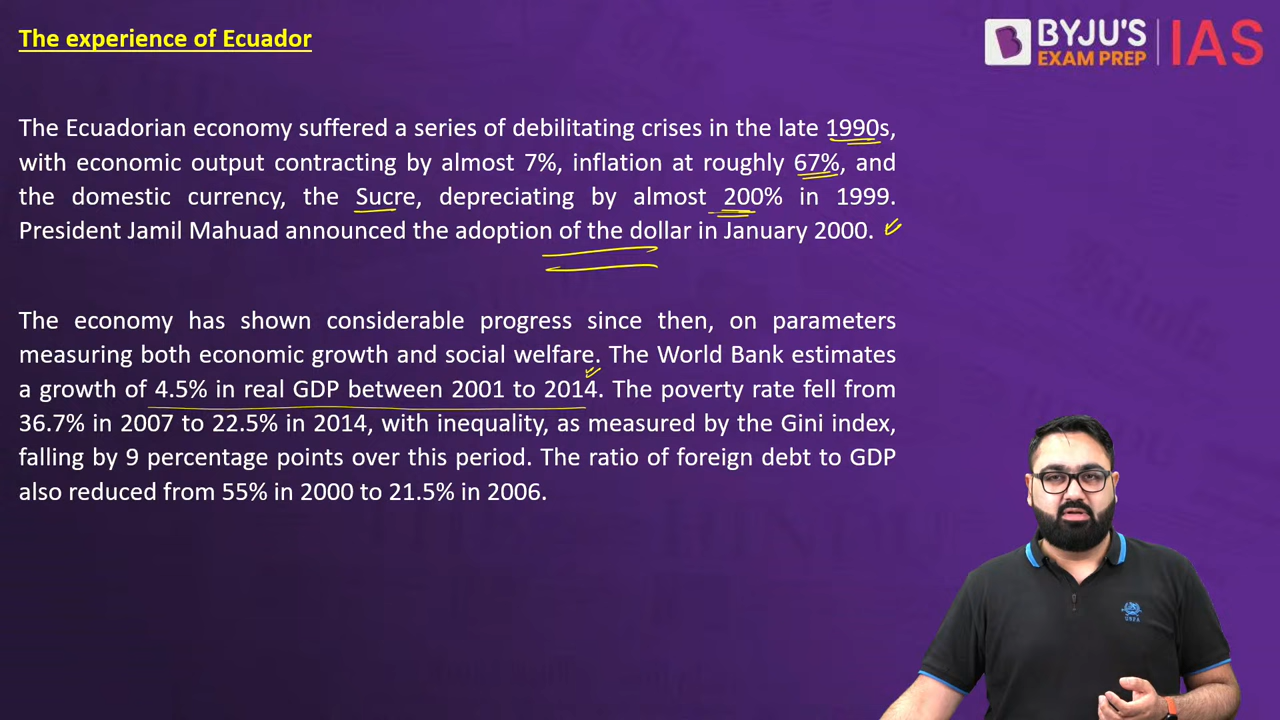 The experience of Ecuador
BYJU'S
EXAM PREP
IAS
The Ecuadorian economy suffered a series of debilitating crises in the late 1990s,
with economic output contracting by almost 7%, inflation at roughly 67%, and
the domestic currency, the Sucre, depreciating by almost 200% in 1999.
President Jamil Mahuad announced the adoption of the dollar in January 2000.
The economy has shown considerable progress since then, on parameters
measuring both economic growth and social welfare. The World Bank estimates
a growth of 4.5% in real GDP between 2001 to 2014. The poverty rate fell from
36.7% in 2007 to 22.5% in 2014, with inequality, as measured by the Gini index,
falling by 9 percentage points over this period. The ratio of foreign debt to GDP
also reduced from 55% in 2000 to 21.5% in 2006.